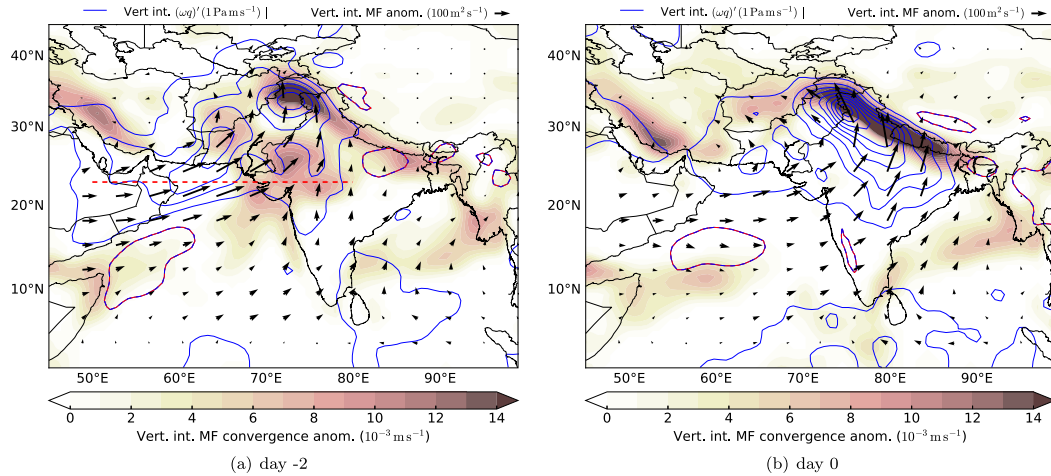 Vert. int. (ωq)′(1 Pa m s⁻¹) Vert. int. MF anom. (100 m² s⁻¹)
40°N
30°N
20°N
10°N
50°E 60°E 70°E 80°E 90°E
0 2 4 6 8 10 12 14
Vert. int. MF convergence anom. (10⁻³ m s⁻¹)
(a) day -2
Vert. int. (ωq)′(1 Pa m s⁻¹) Vert. int. MF anom. (100 m² s⁻¹)
40°N
30°N
20°N
10°N
50°E 60°E 70°E 80°E 90°E
0 2 4 6 8 10 12 14
Vert. int. MF convergence anom. (10⁻³ m s⁻¹)
(b) day 0